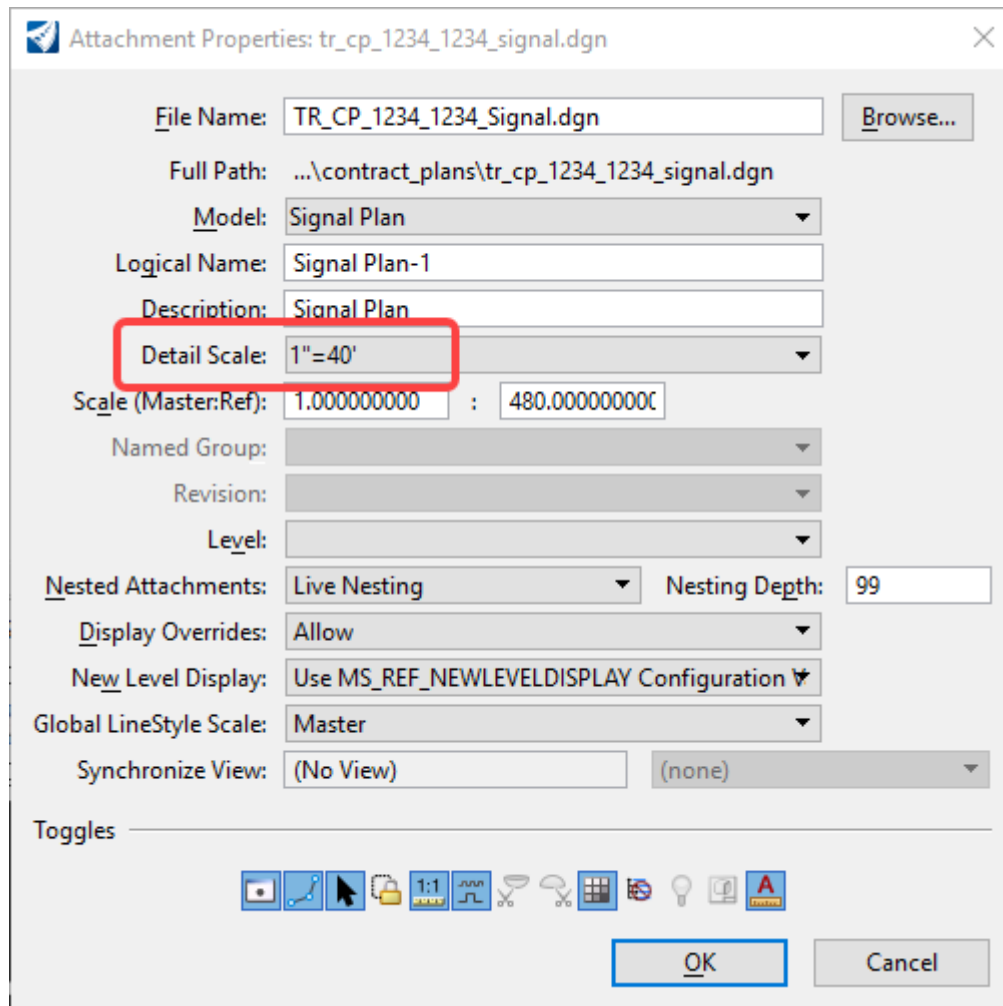 Attachment Properties: tr_cp_1234_1234_signal.dgn
File Name: TR_CP_1234_1234_Signal.dgn Browse...
Full Path: ...\contract_plans\tr_cp_1234_1234_signal.dgn
Model: Signal Plan
Logical Name: Signal Plan-1
Description: Signal Plan
Detail Scale: 1"=40'
Scale (Master:Ref): 1.000000000 : 480.000000000
Named Group:
Revision:
Level:
Nested Attachments: Live Nesting Nesting Depth: 99
Display Overrides: Allow
New Level Display: Use MS_REF_NEWLEVELDISPLAY Configuration
Global LineStyle Scale: Master
Synchronize View: (No View) (none)
Toggles
1:1 A
OK Cancel